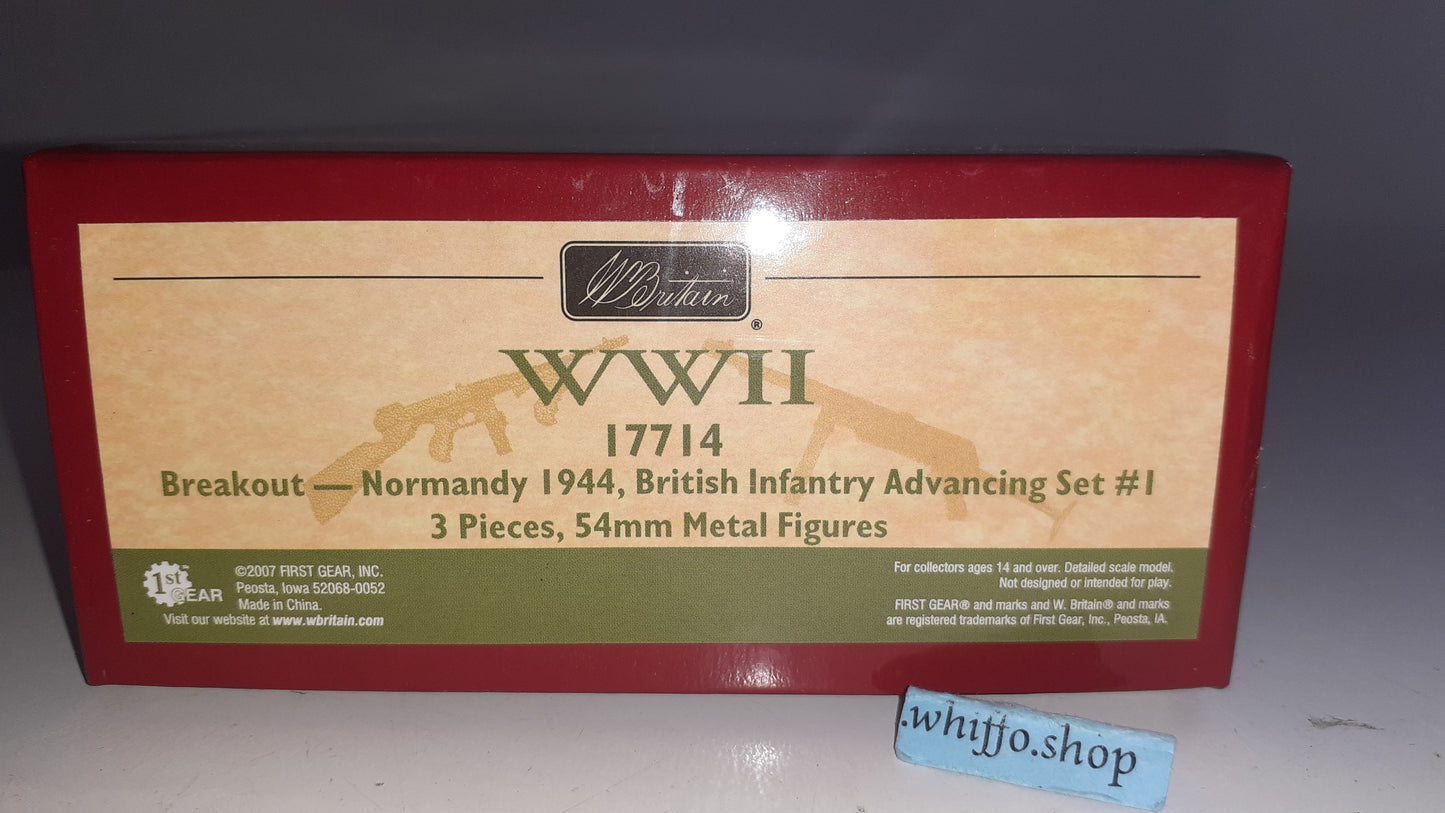 W Britain
®
WWII
17714
Breakout — Normandy 1944, British Infantry Advancing Set #1
3 Pieces, 54mm Metal Figures
1st GEAR™
©2007 FIRST GEAR, INC.
Peosta, Iowa 52068-0052
Made in China.
Visit our website at www.wbritain.com
For collectors ages 14 and over. Detailed scale model.
Not designed or intended for play.
FIRST GEAR® and marks and W. Britain® and marks
are registered trademarks of First Gear, Inc., Peosta, IA.
.whiffo.shop